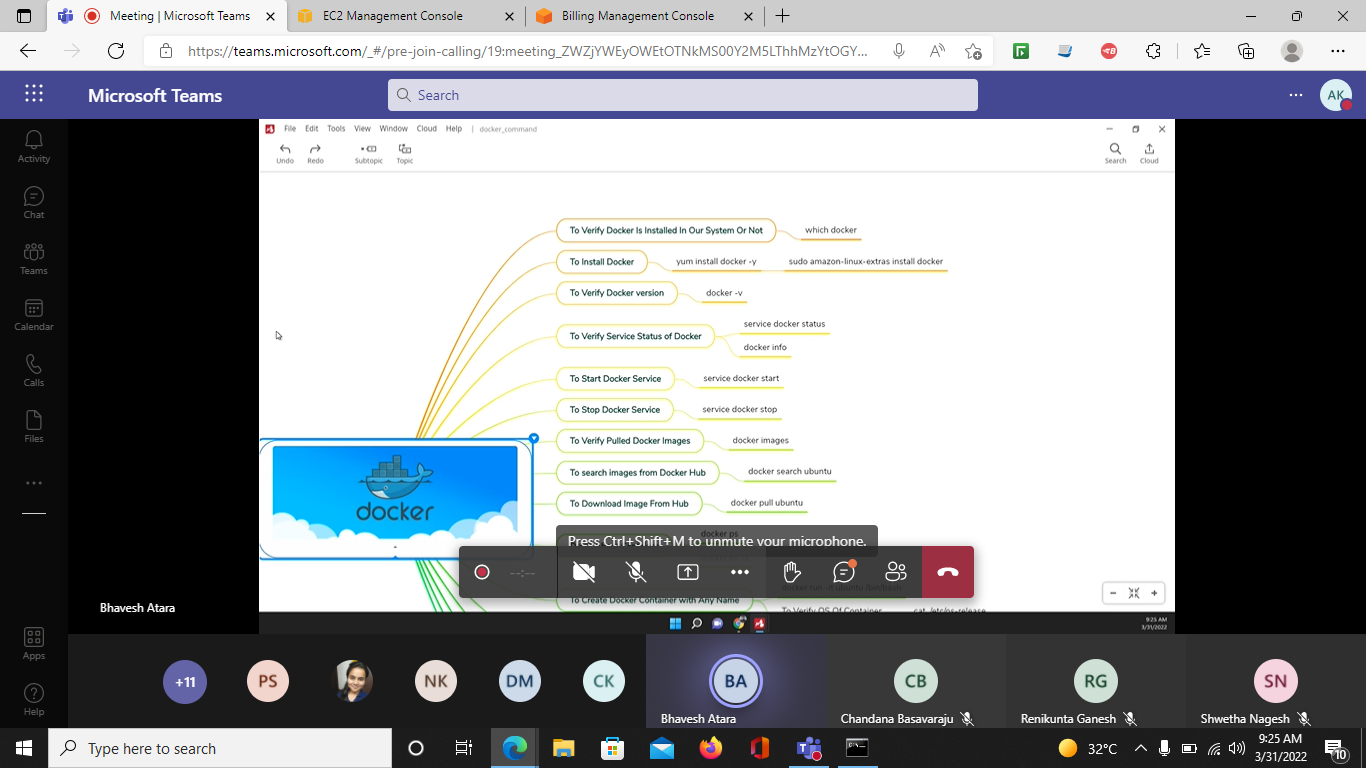 Meeting | Microsoft Teams
EC2 Management Console
Billing Management Console
https://teams.microsoft.com/_#/pre-join-calling/19:meeting_ZWZjYWEyOWEtOTNkMS00Y2M5LThhMzYtOGY...
Microsoft Teams
Search
AK
Activity
Chat
Teams
Calendar
Calls
Files
Apps
Help
File Edit Tools View Window Cloud Help | docker_command
Undo Redo Subtopic Topic Search Cloud
To Verify Docker Is Installed In Our System Or Not which docker
To Install Docker yum install docker -y sudo amazon-linux-extras install docker
To Verify Docker version docker -v
To Verify Service Status of Docker
service docker status
docker info
To Start Docker Service service docker start
To Stop Docker Service service docker stop
To Verify Pulled Docker Images docker images
To search images from Docker Hub docker search ubuntu
To Download Image From Hub docker pull ubuntu
docker ps
docker
Press Ctrl+Shift+M to unmute your microphone.
--:--
To Create Docker Container with Any Name
To Verify OS Of Container cat /etc/os-release
9:25 AM
3/31/2022
Bhavesh Atara
+11 PS NK DM CK BA CB RG SN
Bhavesh Atara Chandana Basavaraju Renikunta Ganesh Shwetha Nagesh
Type here to search
32°C
9:25 AM
3/31/2022
10